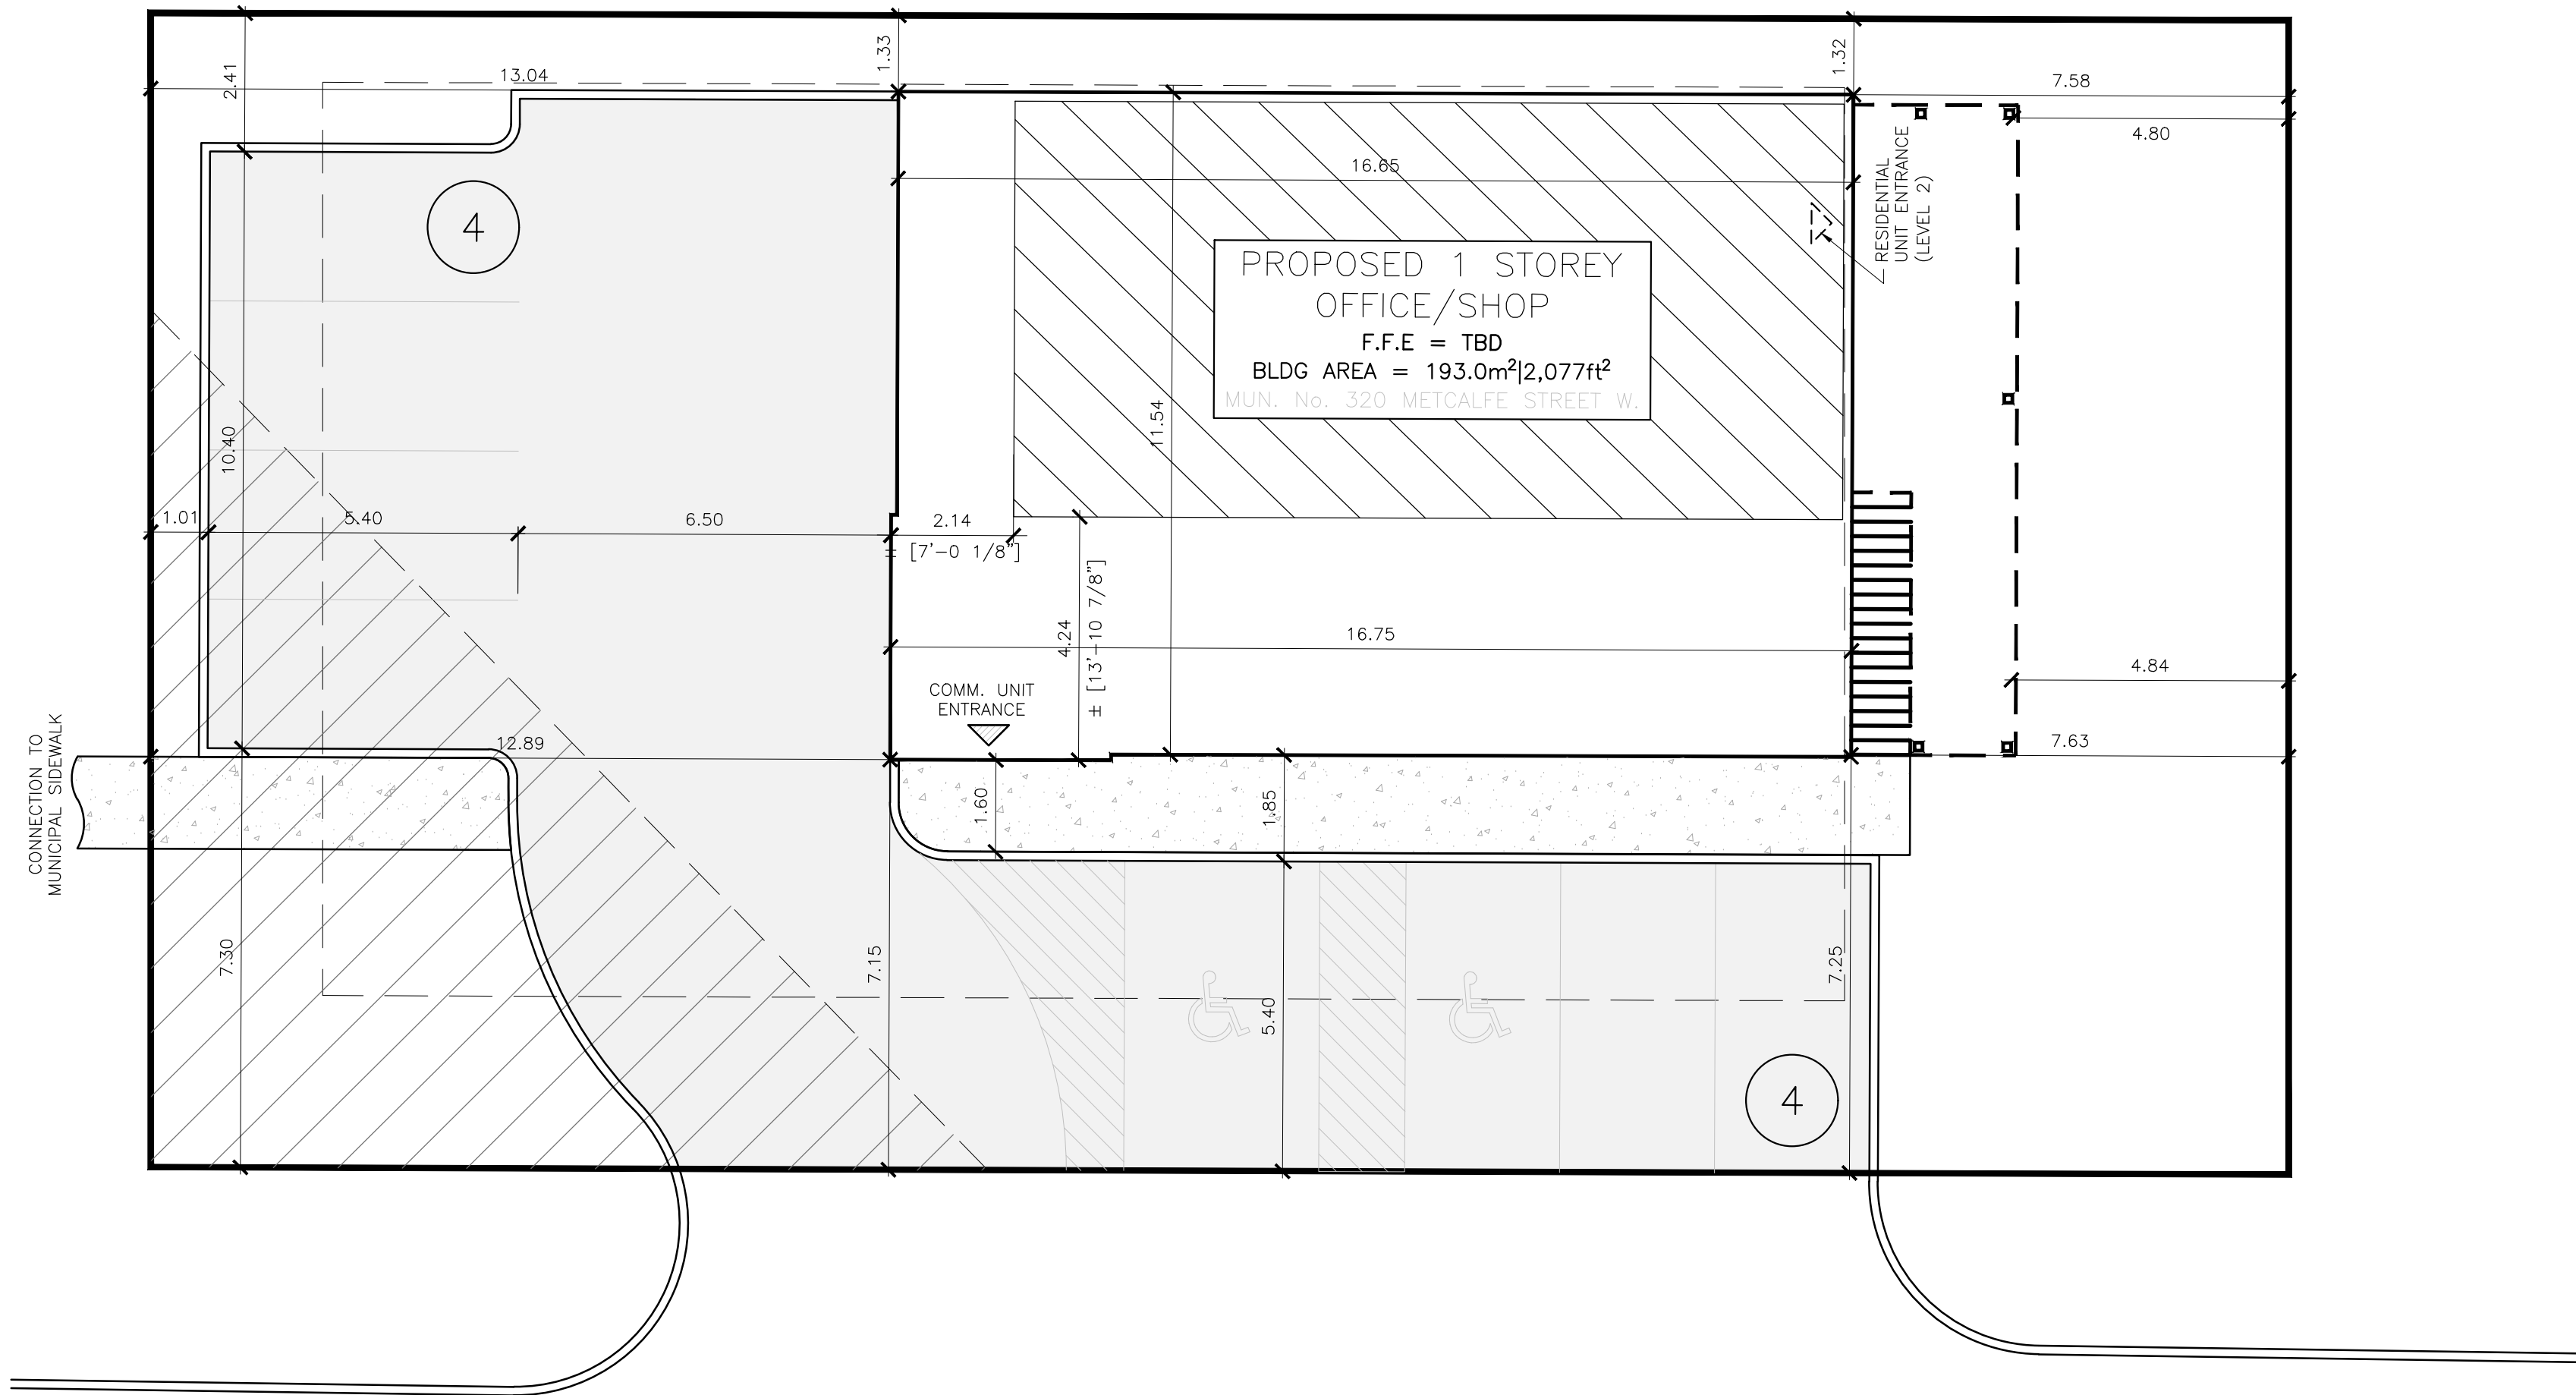 2.41
13.04
1.33
1.32
7.58
4.80
4
16.65
RESIDENTIAL
UNIT ENTRANCE
(LEVEL 2)
PROPOSED 1 STOREY
OFFICE/SHOP
F.F.E = TBD
BLDG AREA = 193.0m²|2,077ft²
MUN. No. 320 METCALFE STREET W.
11.54
10.40
1.01
5.40
6.50
2.14
± [7'-0 1/8"]
4.24
± [13'-10 7/8"]
16.75
4.84
COMM. UNIT
ENTRANCE
12.89
7.63
CONNECTION TO
MUNICIPAL SIDEWALK
1.60
1.85
7.30
7.15
5.40
7.25
4